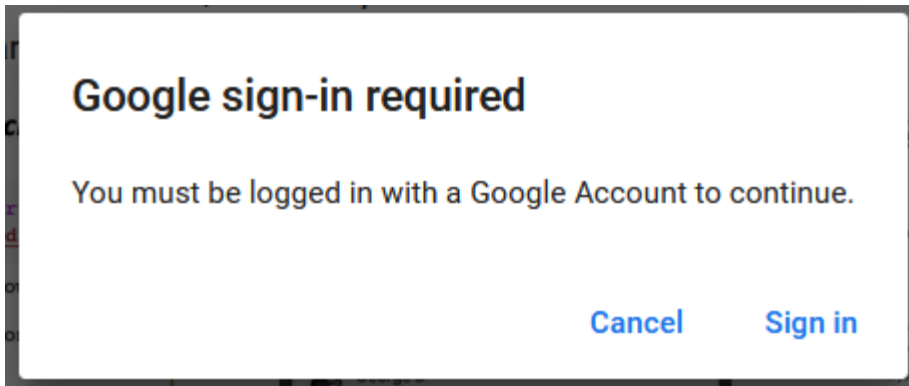 Google sign-in required
You must be logged in with a Google Account to continue.
Cancel Sign in